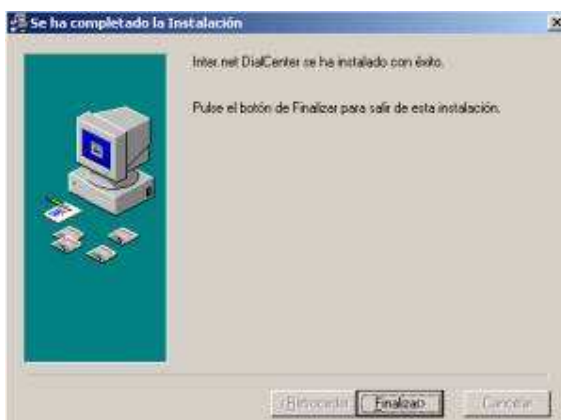 Se ha completado la Instalación
Inter.net DialCenter se ha instalado con éxito.
Pulse el botón de Finalizar para salir de esta instalación.
Finalizar
Cancelar